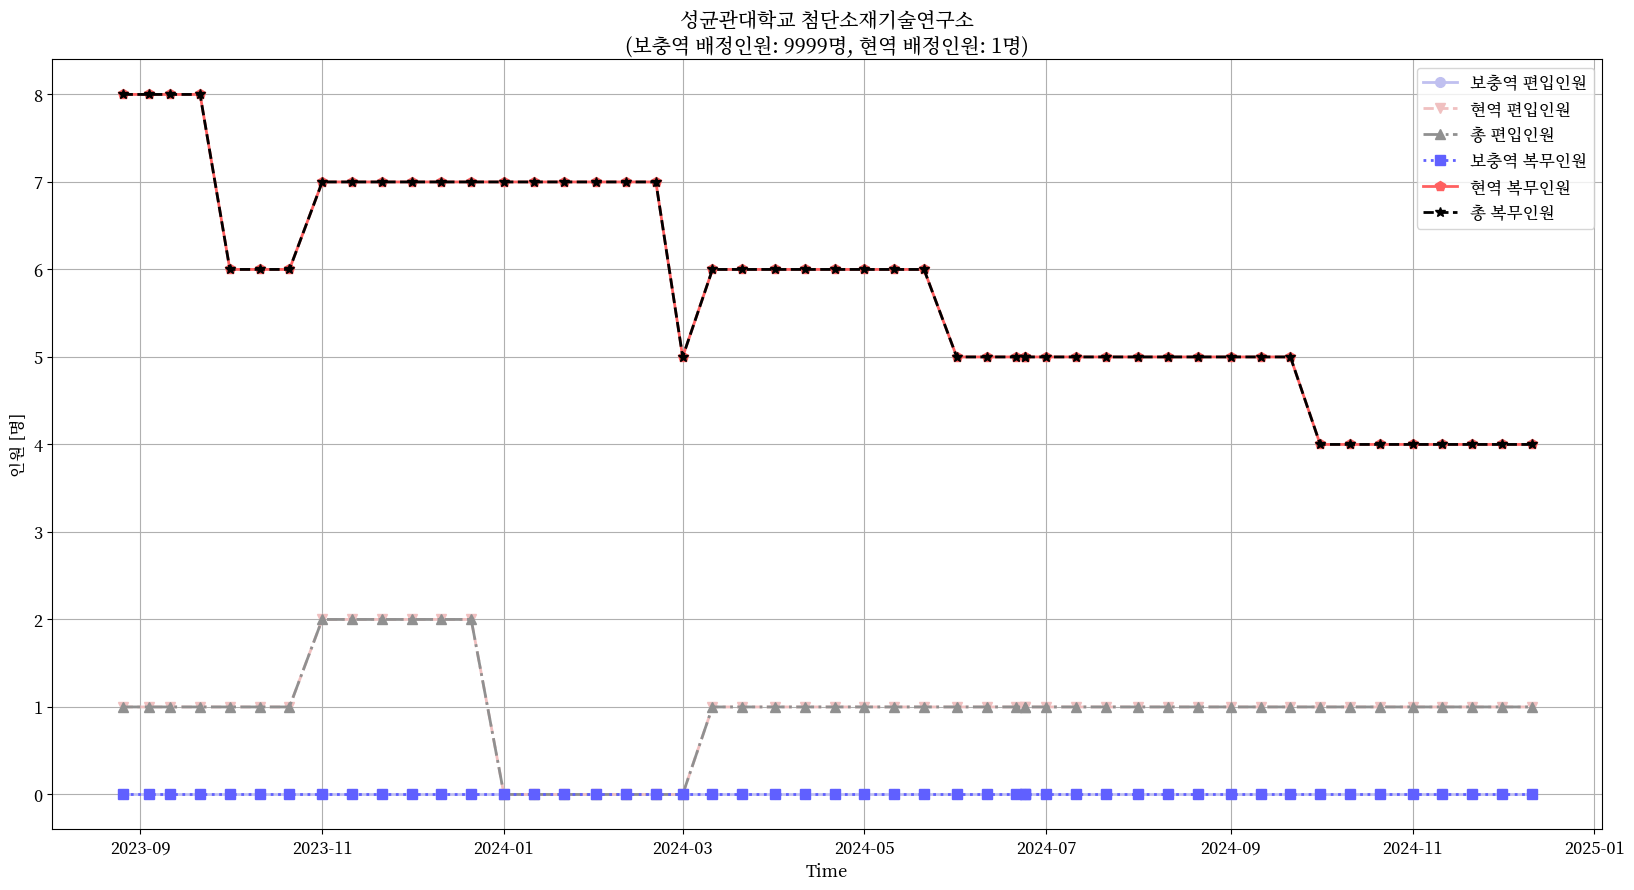 성균관대학교 첨단소재기술연구소
(보충역 배정인원: 9999명, 현역 배정인원: 1명)
보충역 편입인원
현역 편입인원
총 편입인원
보충역 복무인원
현역 복무인원
총 복무인원
인원 [명]
8
7
6
5
4
3
2
1
0
2023-09
2023-11
2024-01
2024-03
2024-05
2024-07
2024-09
2024-11
2025-01
Time